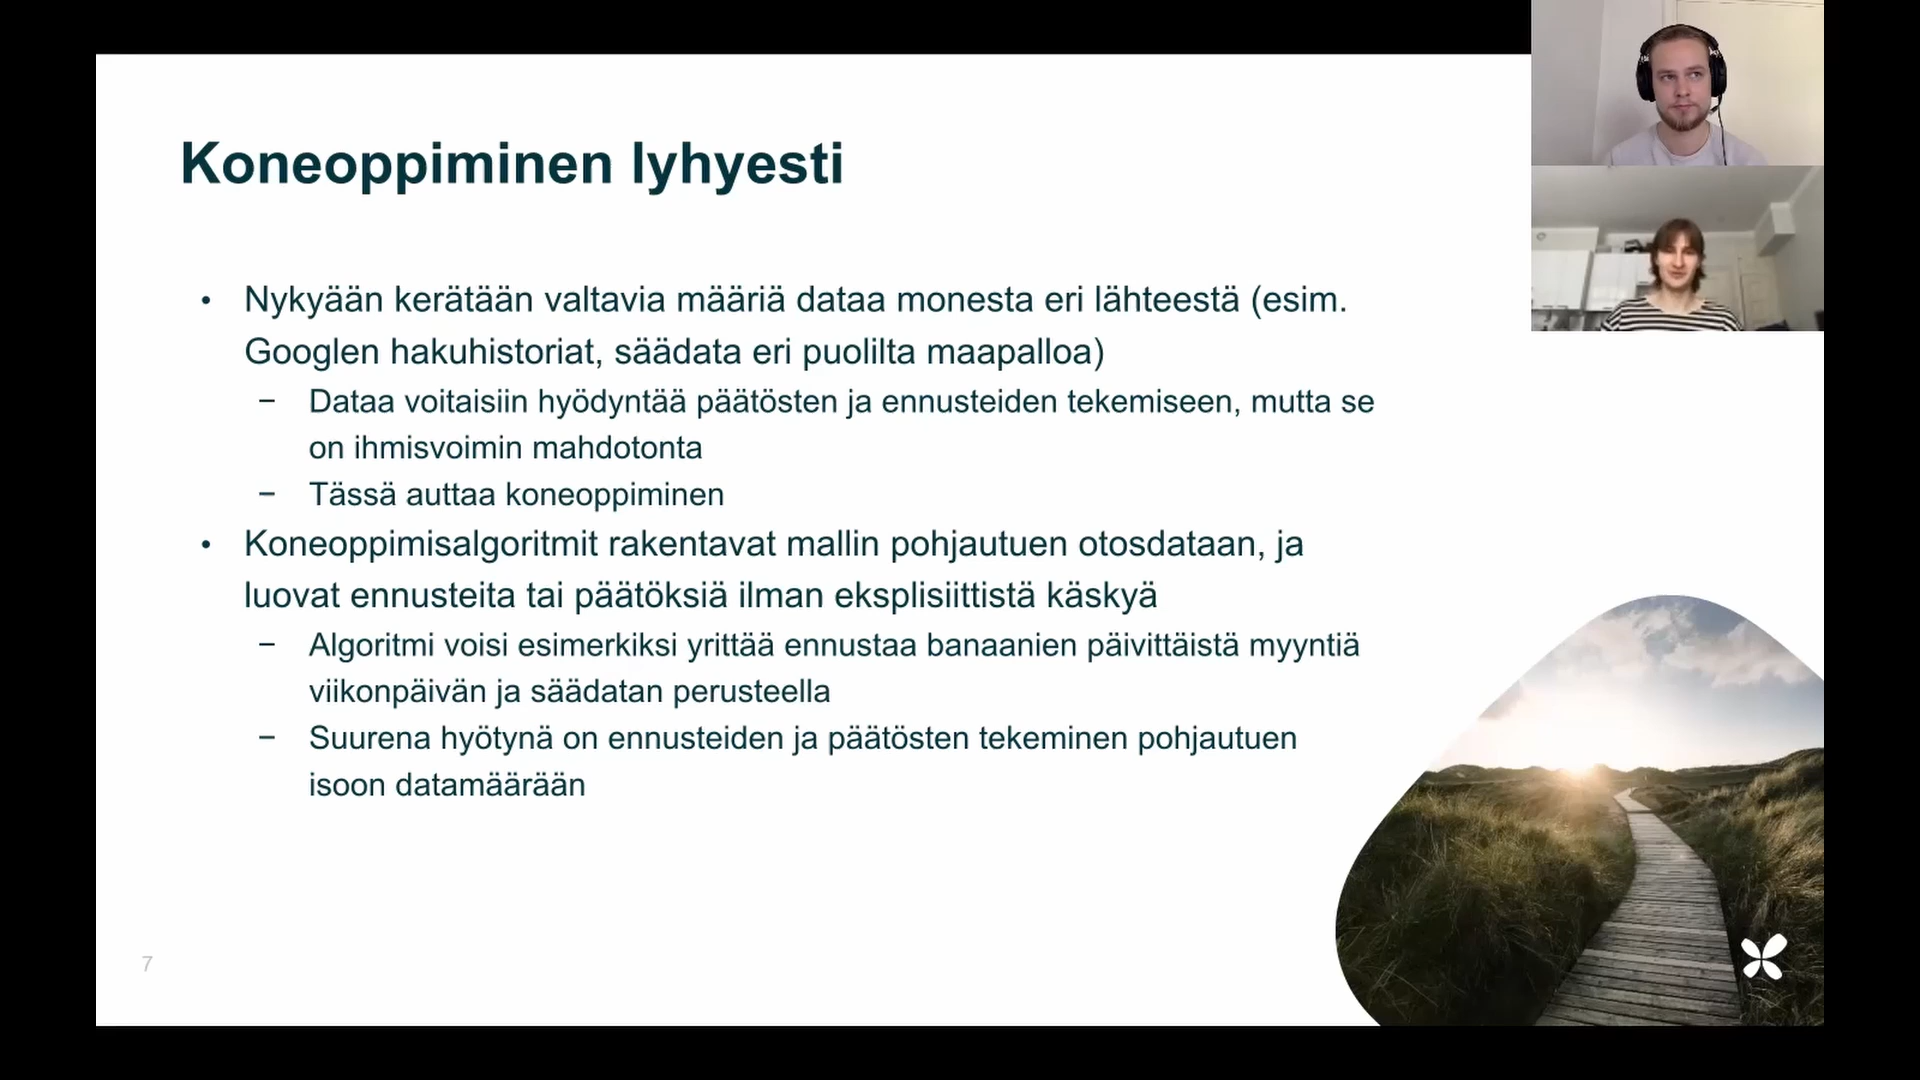 Koneoppiminen lyhyesti
• Nykyään kerätään valtavia määriä dataa monesta eri lähteestä (esim.
Googlen hakuhistoriat, säädata eri puolilta maapalloa)
– Dataa voitaisiin hyödyntää päätösten ja ennusteiden tekemiseen, mutta se
on ihmisvoimin mahdotonta
– Tässä auttaa koneoppiminen
• Koneoppimisalgoritmit rakentavat mallin pohjautuen otosdataan, ja
luovat ennusteita tai päätöksiä ilman eksplisiittistä käskyä
– Algoritmi voisi esimerkiksi yrittää ennustaa banaanien päivittäistä myyntiä
viikonpäivän ja säädatan perusteella
– Suurena hyötynä on ennusteiden ja päätösten tekeminen pohjautuen
isoon datamäärään
7